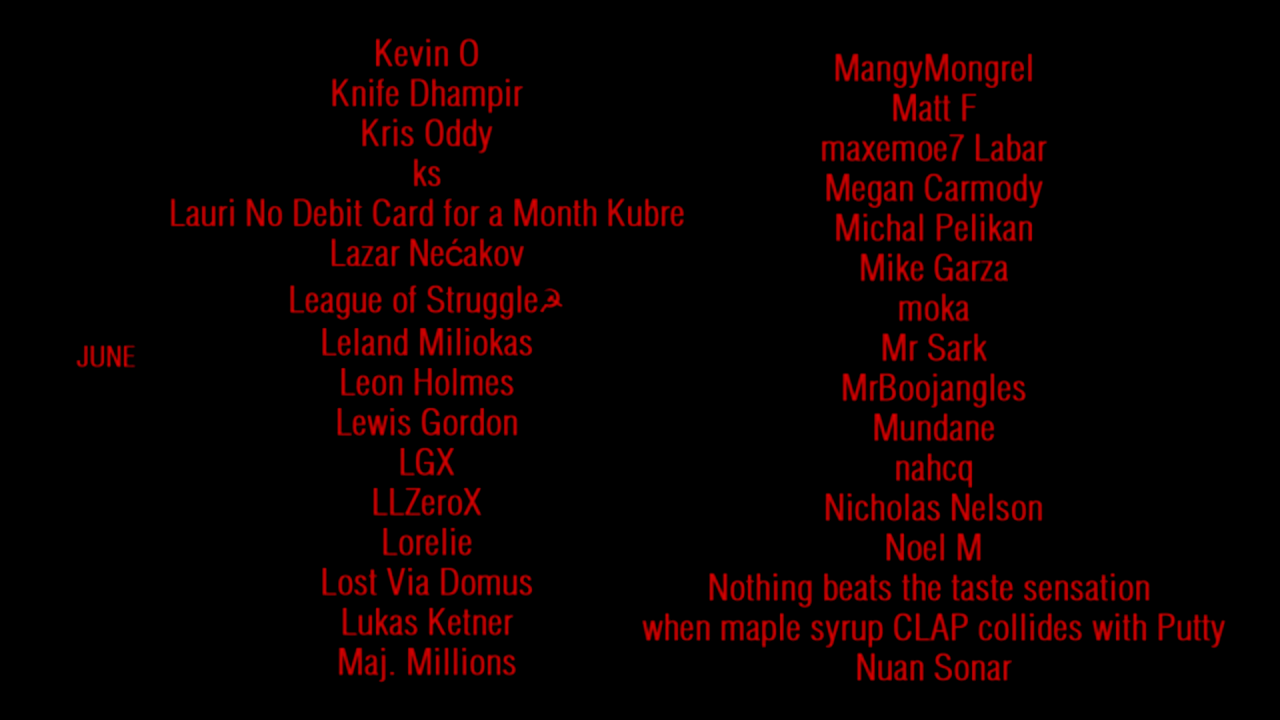 JUNE
Kevin O
Knife Dhampir
Kris Oddy
ks
Lauri No Debit Card for a Month Kubre
Lazar Nećakov
League of Struggle☭
Leland Miliokas
Leon Holmes
Lewis Gordon
LGX
LLZeroX
Lorelie
Lost Via Domus
Lukas Ketner
Maj. Millions
MangyMongrel
Matt F
maxemoe7 Labar
Megan Carmody
Michal Pelikan
Mike Garza
moka
Mr Sark
MrBoojangles
Mundane
nahcq
Nicholas Nelson
Noel M
Nothing beats the taste sensation
when maple syrup CLAP collides with Putty
Nuan Sonar